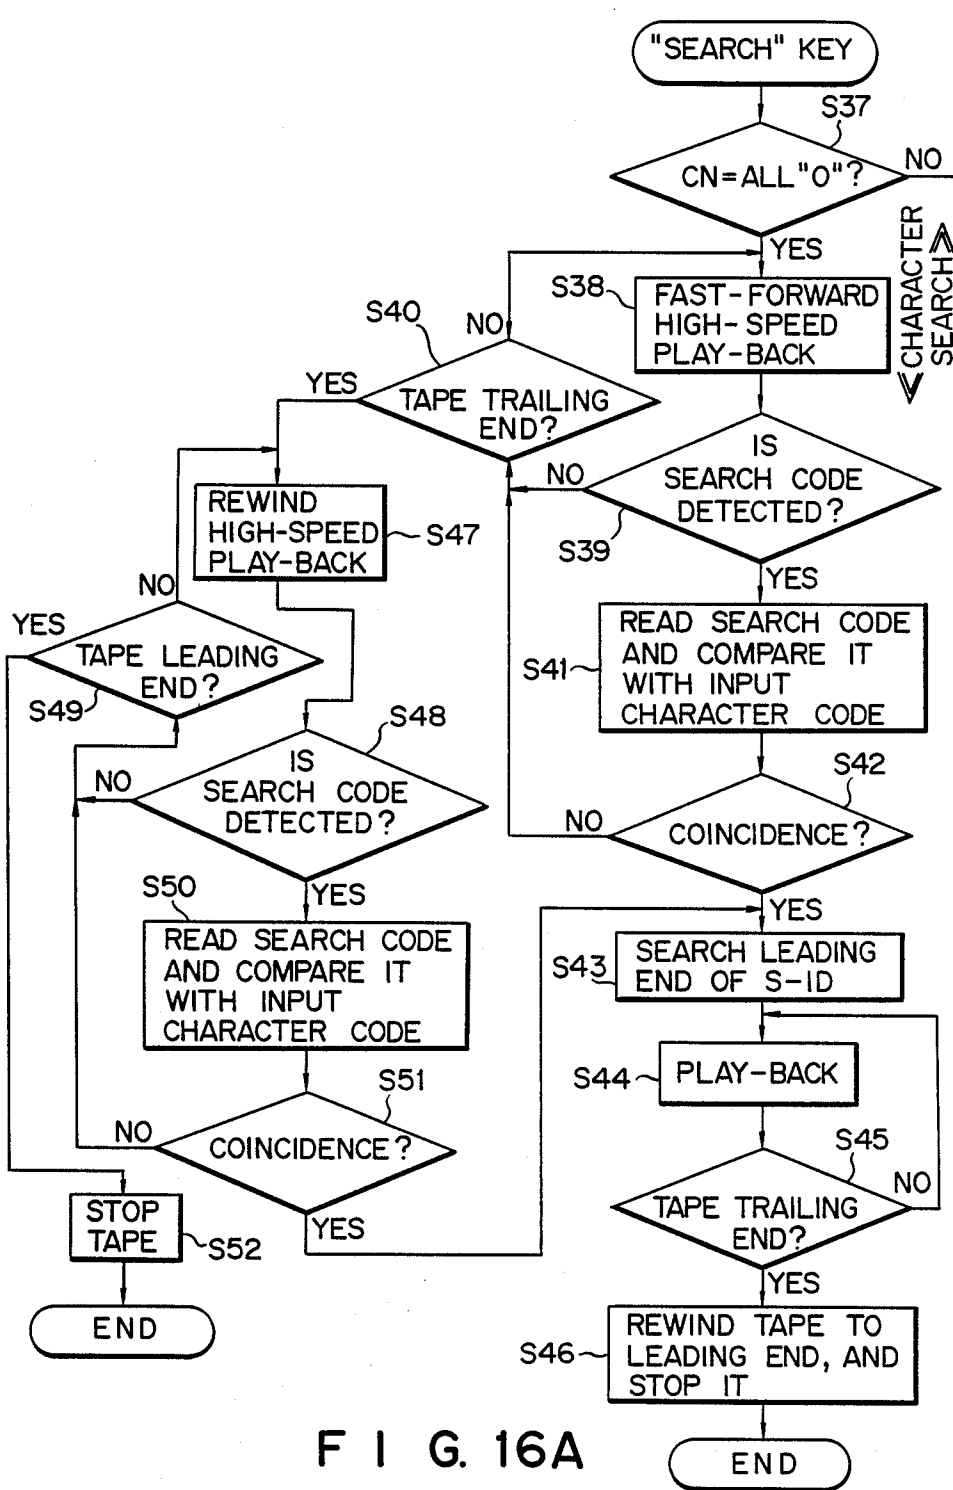 "SEARCH" KEY
S37
CN=ALL "0"?
NO
YES
<<CHARACTER
SEARCH>>
S38
FAST-FORWARD
HIGH-SPEED
PLAY-BACK
S40
NO
YES
TAPE TRAILING
END?
IS
SEARCH CODE
DETECTED?
NO
S39
YES
REWIND
HIGH-SPEED
PLAY-BACK
S47
NO
YES
TAPE LEADING
END?
S49
S41
READ SEARCH CODE
AND COMPARE IT
WITH INPUT
CHARACTER CODE
S48
IS
SEARCH CODE
DETECTED?
NO
YES
S42
COINCIDENCE?
NO
YES
S50
READ SEARCH CODE
AND COMPARE IT
WITH INPUT
CHARACTER CODE
S43
SEARCH LEADING
END OF S-ID
S44
PLAY-BACK
S51
COINCIDENCE?
NO
YES
S45
TAPE TRAILING
END?
NO
YES
STOP
TAPE
S52
END
S46
REWIND TAPE TO
LEADING END, AND
STOP IT
END
FIG. 16A